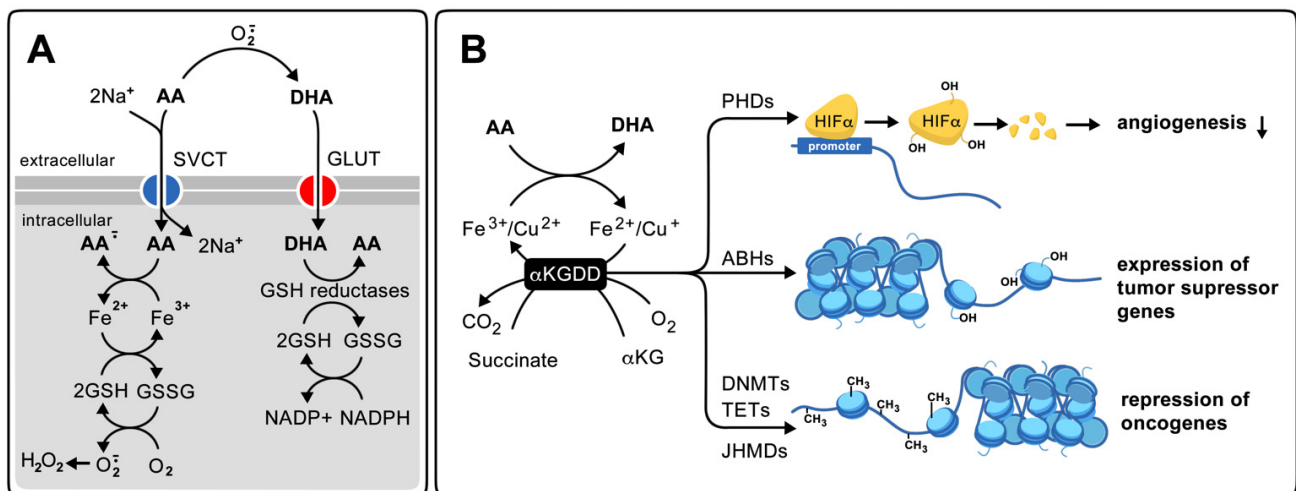 A
O₂⁻̇
2Na⁺ AA DHA
extracellular SVCT GLUT
intracellular
AA⁻̇ AA 2Na⁺ DHA AA
GSH reductases
Fe²⁺ Fe³⁺
2GSH GSSG
2GSH GSSG
NADP+ NADPH
H₂O₂ O₂⁻̇ O₂
B
AA DHA
Fe³⁺/Cu²⁺ Fe²⁺/Cu⁺
αKGDD
CO₂ O₂
Succinate αKG
PHDs
HIFα HIFα
OH
OH OH
promoter
angiogenesis ↓
ABHs
OH OH
OH OH
expression of
tumor supressor
genes
DNMTs
TETs
JHMDs
CH₃ CH₃
CH₃ CH₃ CH₃
repression of
oncogenes